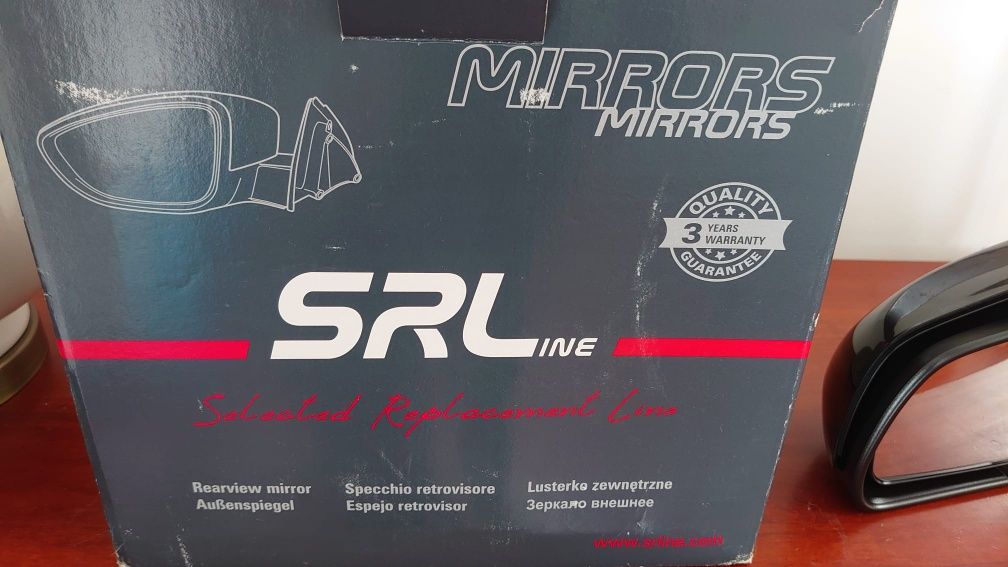 MIRRORS
MIRRORS
QUALITY
3 YEARS WARRANTY
GUARANTEE
SRLINE
Selected Replacement Line
Rearview mirror Specchio retrovisore Lusterko zewnętrzne
Außenspiegel Espejo retrovisor Зеркало внешнее
www.srline.com